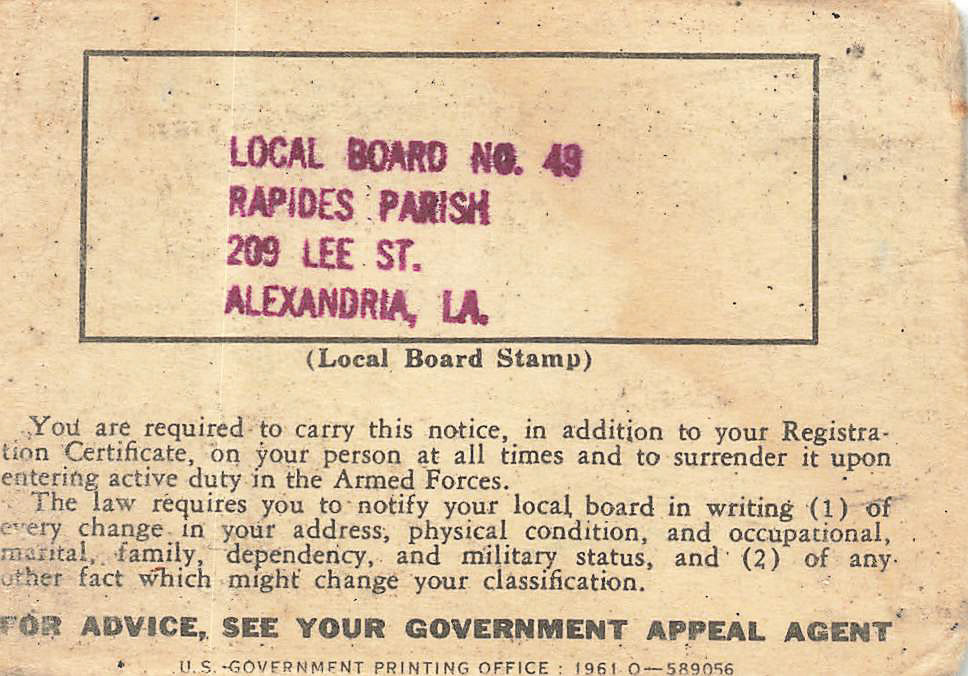 LOCAL BOARD NO. 49
RAPIDES PARISH
209 LEE ST.
ALEXANDRIA, LA.
(Local Board Stamp)
You are required to carry this notice, in addition to your Registra-
tion Certificate, on your person at all times and to surrender it upon
entering active duty in the Armed Forces.
The law requires you to notify your local board in writing (1) of
every change in your address, physical condition, and occupational,
marital, family, dependency, and military status, and (2) of any
other fact which might change your classification.
FOR ADVICE, SEE YOUR GOVERNMENT APPEAL AGENT
U.S. GOVERNMENT PRINTING OFFICE : 1961 O—589056